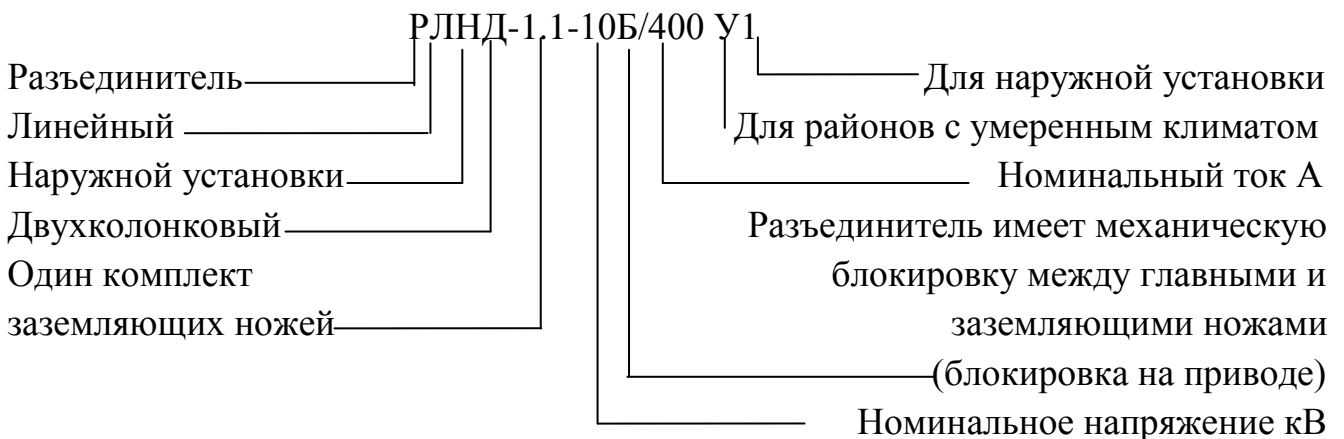 РЛНД-1.1-10Б/400 У1
Разъединитель
Для наружной установки
Линейный
Для районов с умеренным климатом
Наружной установки
Номинальный ток А
Двухколонковый
Разъединитель имеет механическую
Один комплект
блокировку между главными и
заземляющих ножей
заземляющими ножами
(блокировка на приводе)
Номинальное напряжение кВ